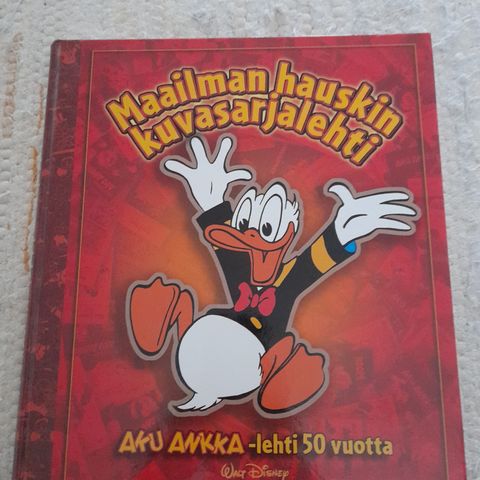 Maailman hauskin
kuvasarjalehti
AKU ANKKA -lehti 50 vuotta
WALT DISNEY